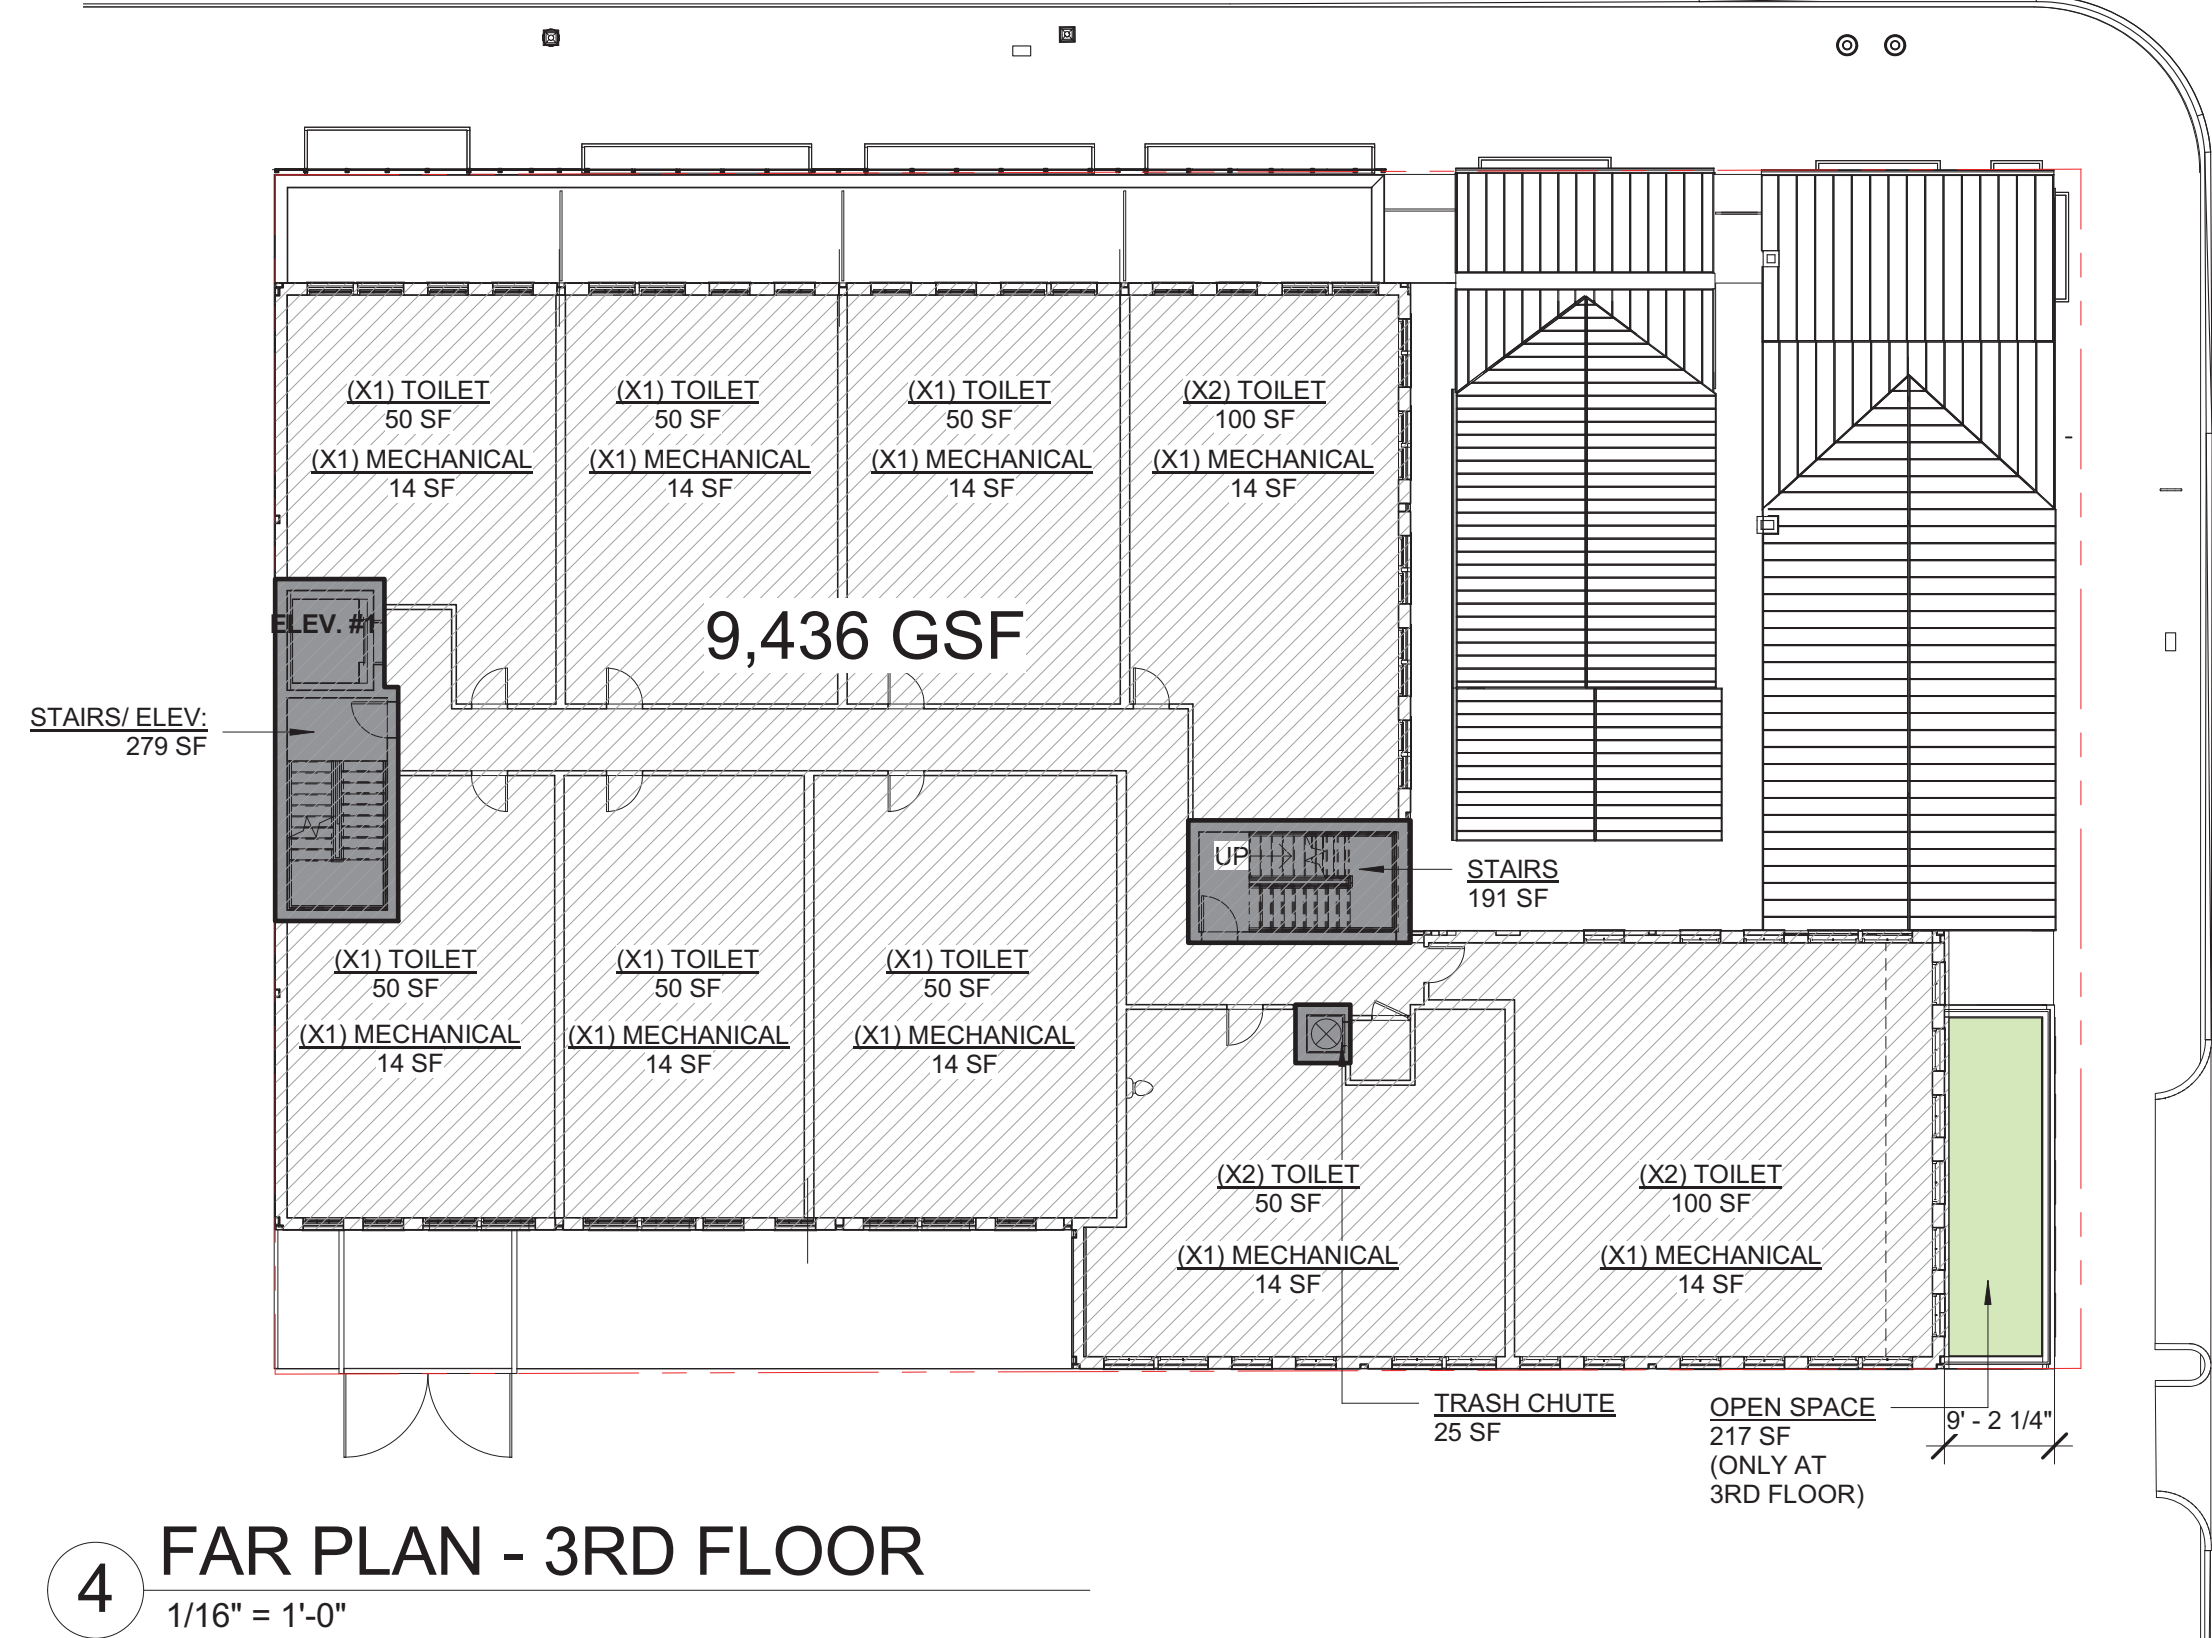 (X1) TOILET
50 SF
(X1) MECHANICAL
14 SF
(X1) TOILET
50 SF
(X1) MECHANICAL
14 SF
(X1) TOILET
50 SF
(X1) MECHANICAL
14 SF
(X2) TOILET
100 SF
(X1) MECHANICAL
14 SF
ELEV. #1
9,436 GSF
STAIRS/ ELEV:
279 SF
UP
STAIRS
191 SF
(X1) TOILET
50 SF
(X1) MECHANICAL
14 SF
(X1) TOILET
50 SF
(X1) MECHANICAL
14 SF
(X1) TOILET
50 SF
(X1) MECHANICAL
14 SF
(X2) TOILET
50 SF
(X1) MECHANICAL
14 SF
(X2) TOILET
100 SF
(X1) MECHANICAL
14 SF
TRASH CHUTE
25 SF
OPEN SPACE
217 SF
(ONLY AT
3RD FLOOR)
9' - 2 1/4"
4
FAR PLAN - 3RD FLOOR
1/16" = 1'-0"